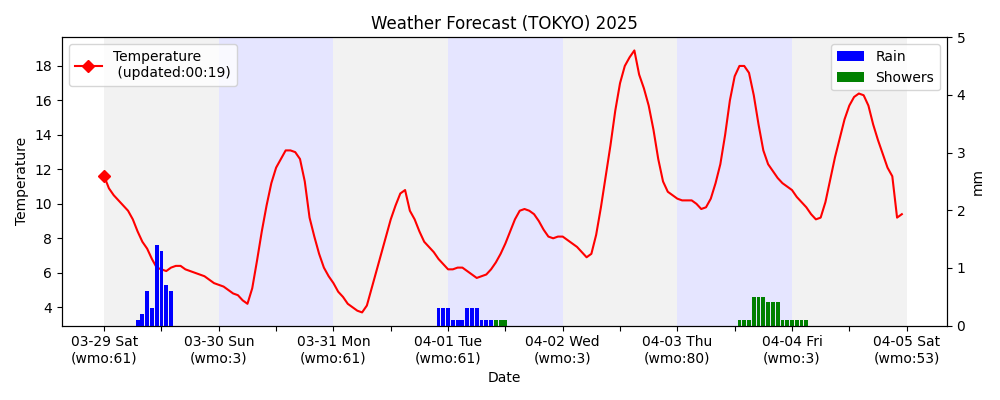 Weather Forecast (TOKYO) 2025
Temperature
(updated:00:19)
Rain
Showers
Temperature
18
16
14
12
10
8
6
4
5
4
3
2
1
0
mm
03-29 Sat
(wmo:61)
03-30 Sun
(wmo:3)
03-31 Mon
(wmo:61)
04-01 Tue
(wmo:61)
04-02 Wed
(wmo:3)
04-03 Thu
(wmo:80)
04-04 Fri
(wmo:3)
04-05 Sat
(wmo:53)
Date